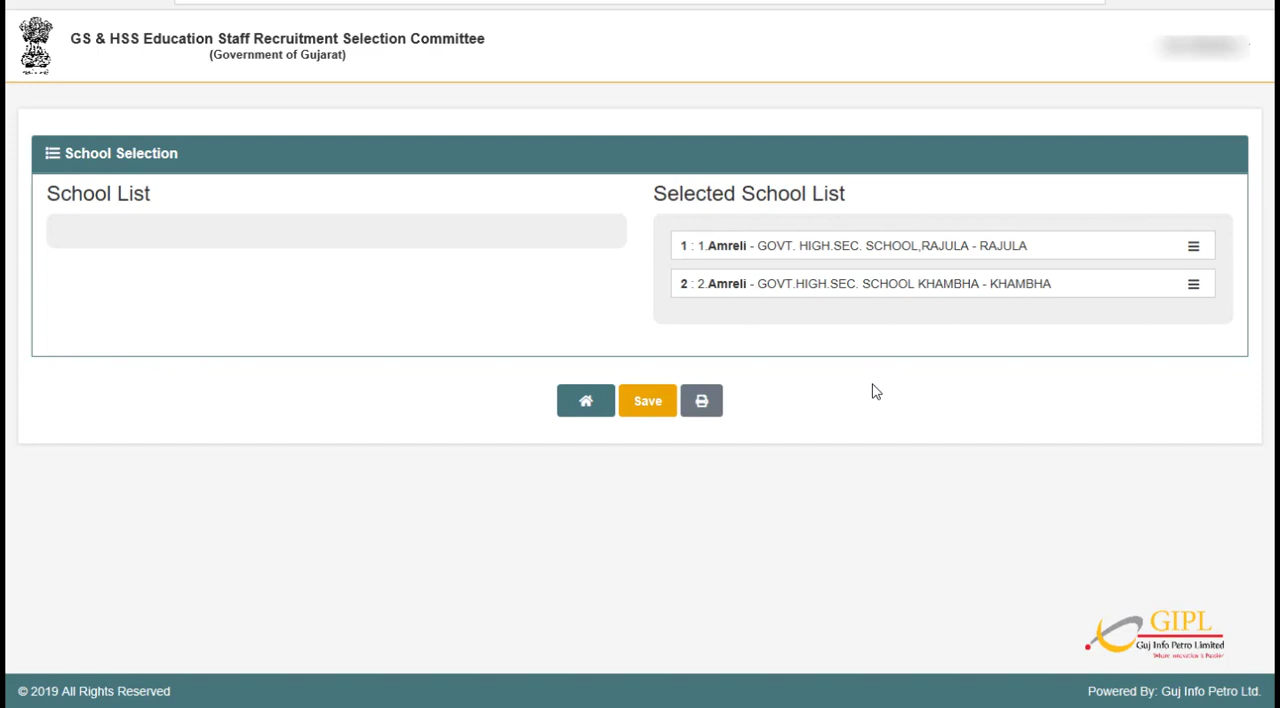 GS & HSS Education Staff Recruitment Selection Committee
(Government of Gujarat)
School Selection
School List
Selected School List
1 : 1.Amreli - GOVT. HIGH.SEC. SCHOOL,RAJULA - RAJULA
2 : 2.Amreli - GOVT.HIGH.SEC. SCHOOL KHAMBHA - KHAMBHA
Save
GIPL
Guj Info Petro Limited
© 2019 All Rights Reserved
Powered By: Guj Info Petro Ltd.